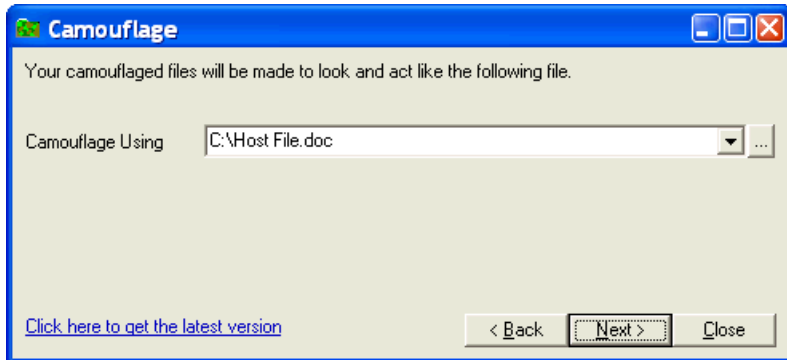 Camouflage
Your camouflaged files will be made to look and act like the following file.
Camouflage Using C:\Host File.doc ...
Click here to get the latest version < Back Next > Close